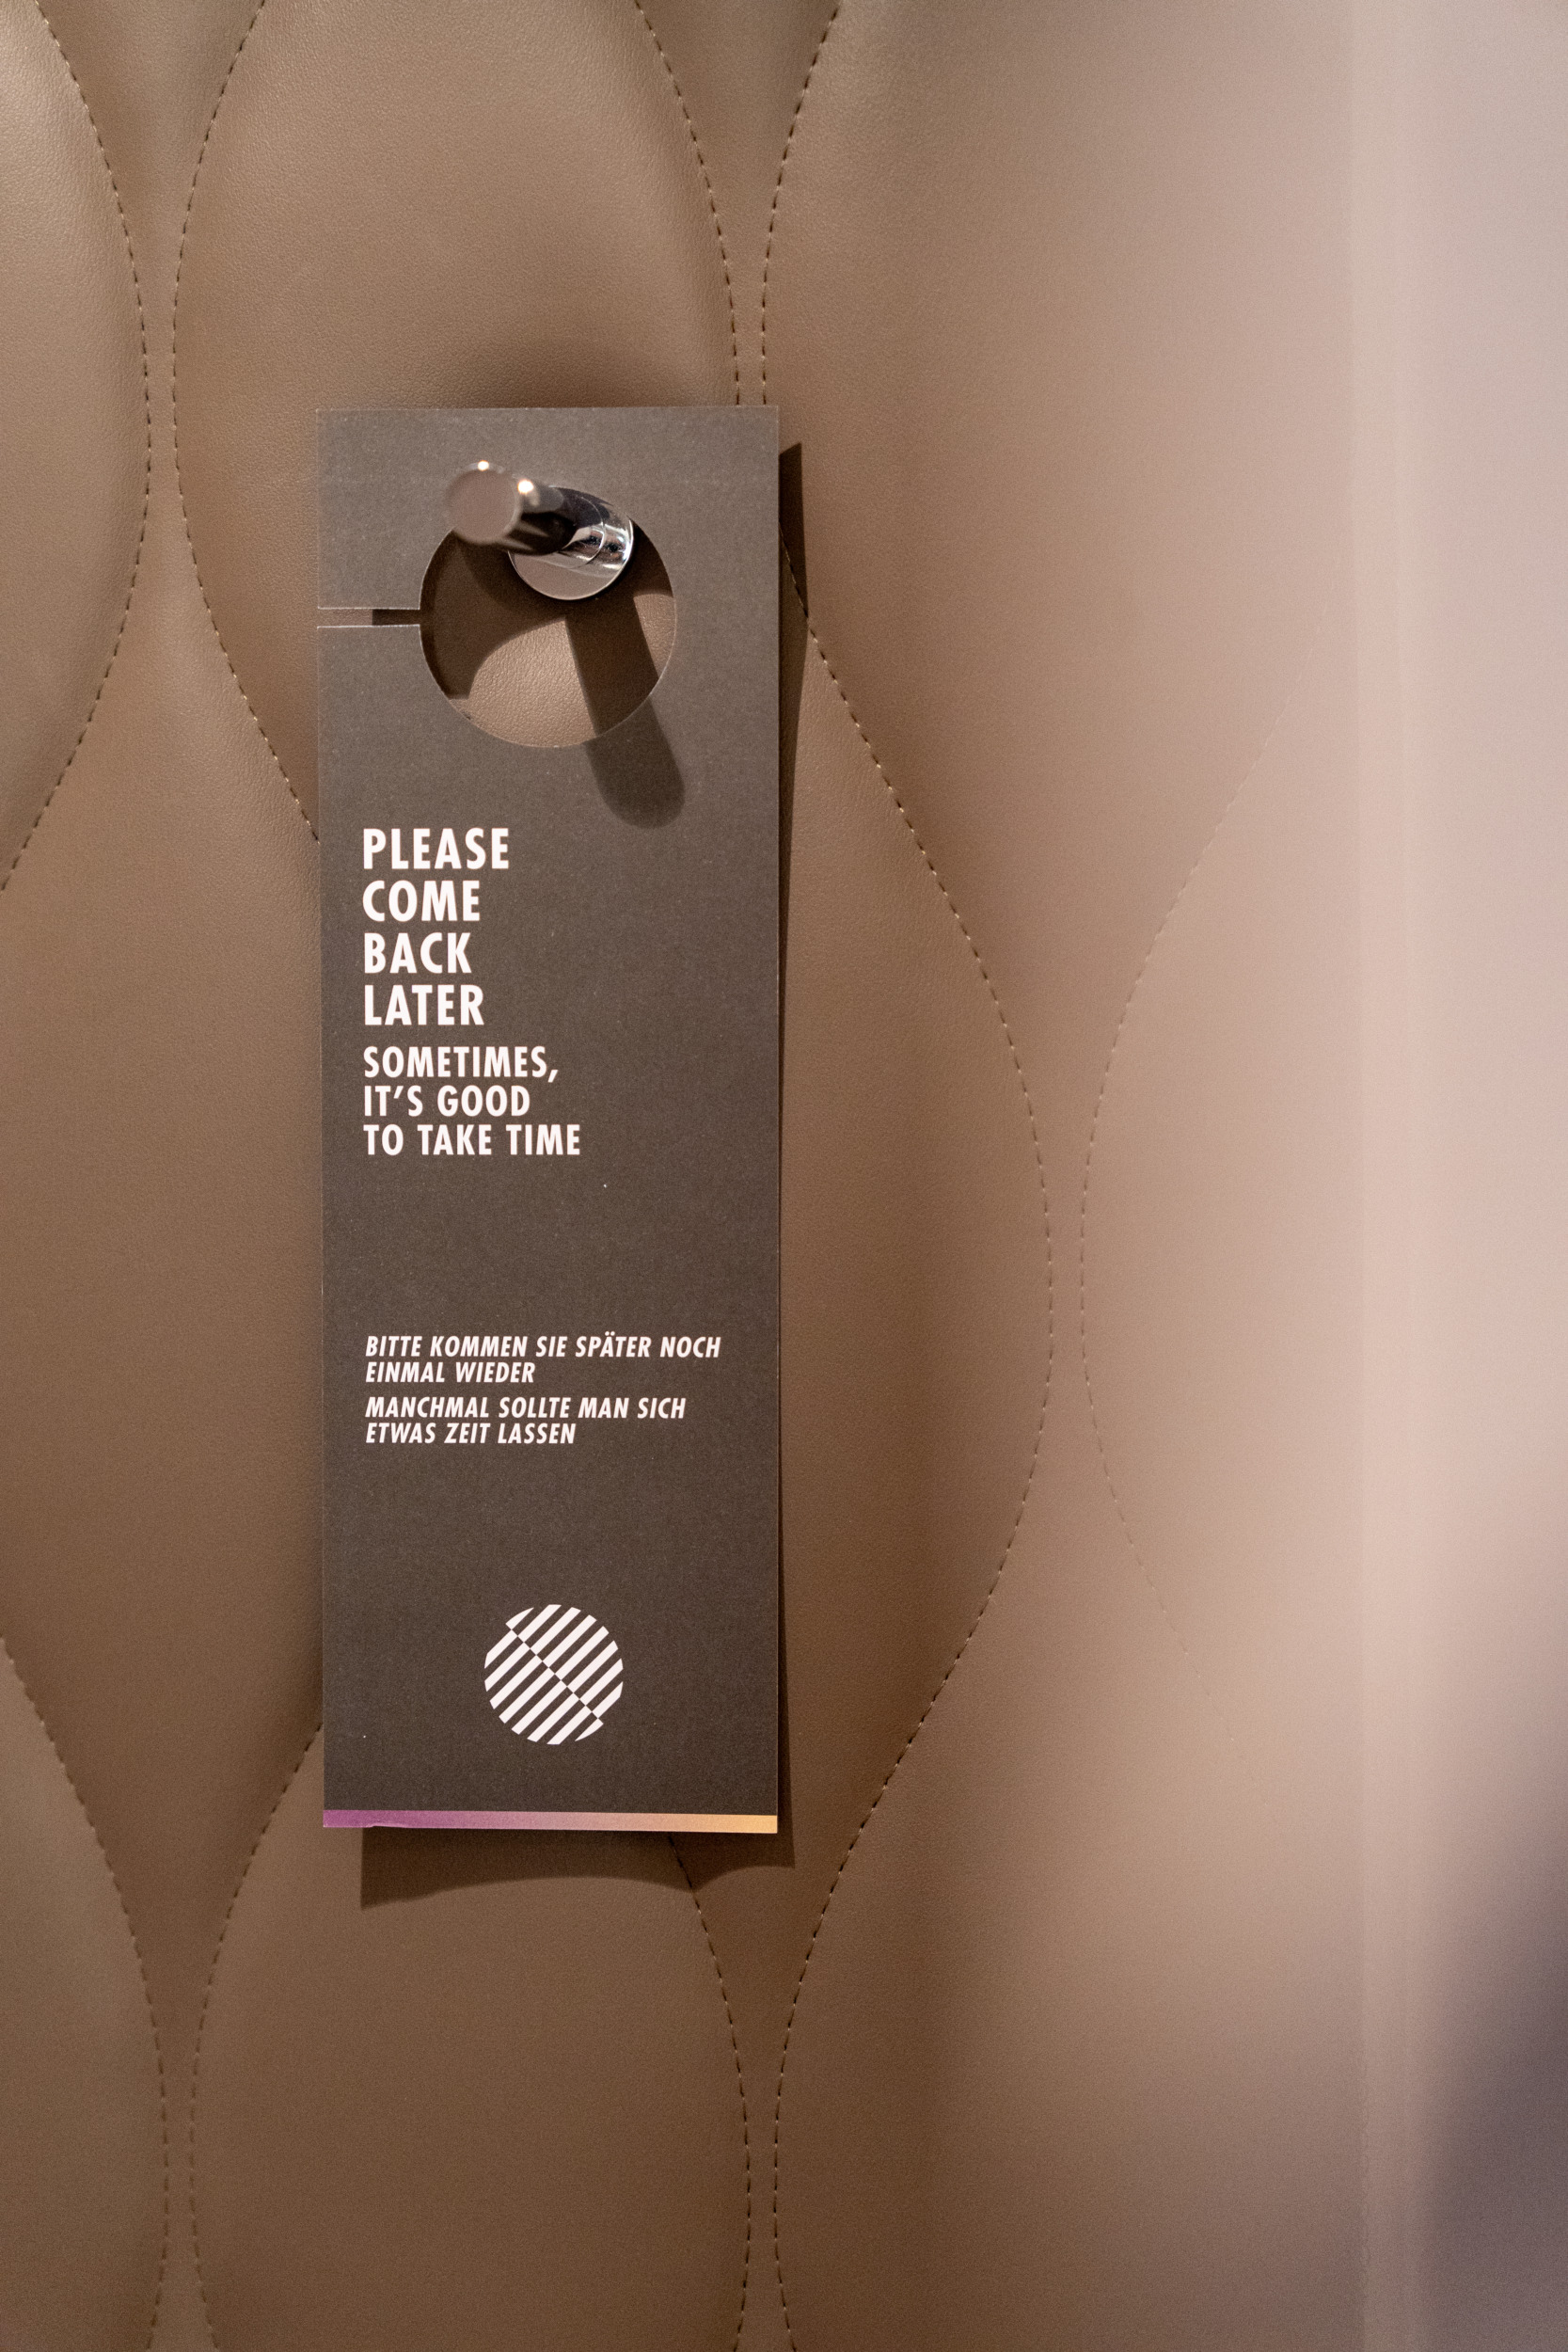 PLEASE
COME
BACK
LATER
SOMETIMES,
IT'S GOOD
TO TAKE TIME
BITTE KOMMEN SIE SPÄTER NOCH
EINMAL WIEDER
MANCHMAL SOLLTE MAN SICH
ETWAS ZEIT LASSEN